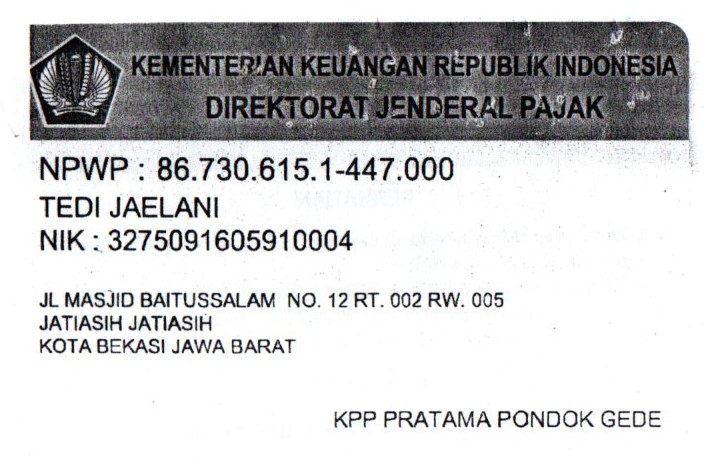 KEMENTERIAN KEUANGAN REPUBLIK INDONESIA
DIREKTORAT JENDERAL PAJAK
NPWP : 86.730.615.1-447.000
TEDI JAELANI
NIK : 3275091605910004
JL MASJID BAITUSSALAM NO. 12 RT. 002 RW. 005
JATIASIH JATIASIH
KOTA BEKASI JAWA BARAT
KPP PRATAMA PONDOK GEDE